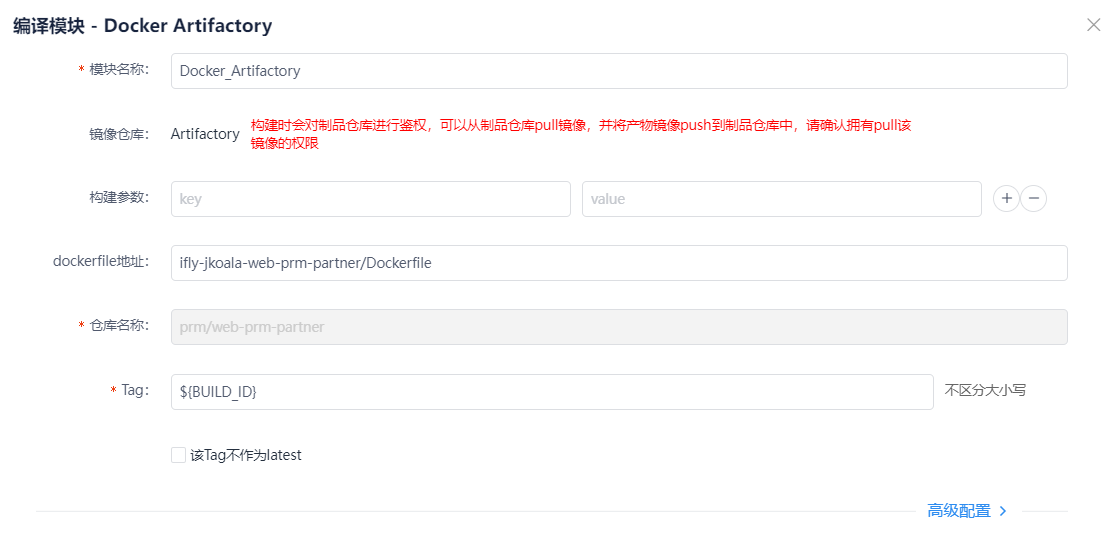 编译模块 - Docker Artifactory
* 模块名称： Docker_Artifactory
镜像仓库： Artifactory 构建时会对制品仓库进行鉴权，可以从制品仓库pull镜像，并将产物镜像push到制品仓库中，请确认拥有pull该
镜像的权限
构建参数： key value
dockerfile地址： ifly-jkoala-web-prm-partner/Dockerfile
* 仓库名称： prm/web-prm-partner
* Tag： ${BUILD_ID} 不区分大小写
该Tag不作为latest
高级配置